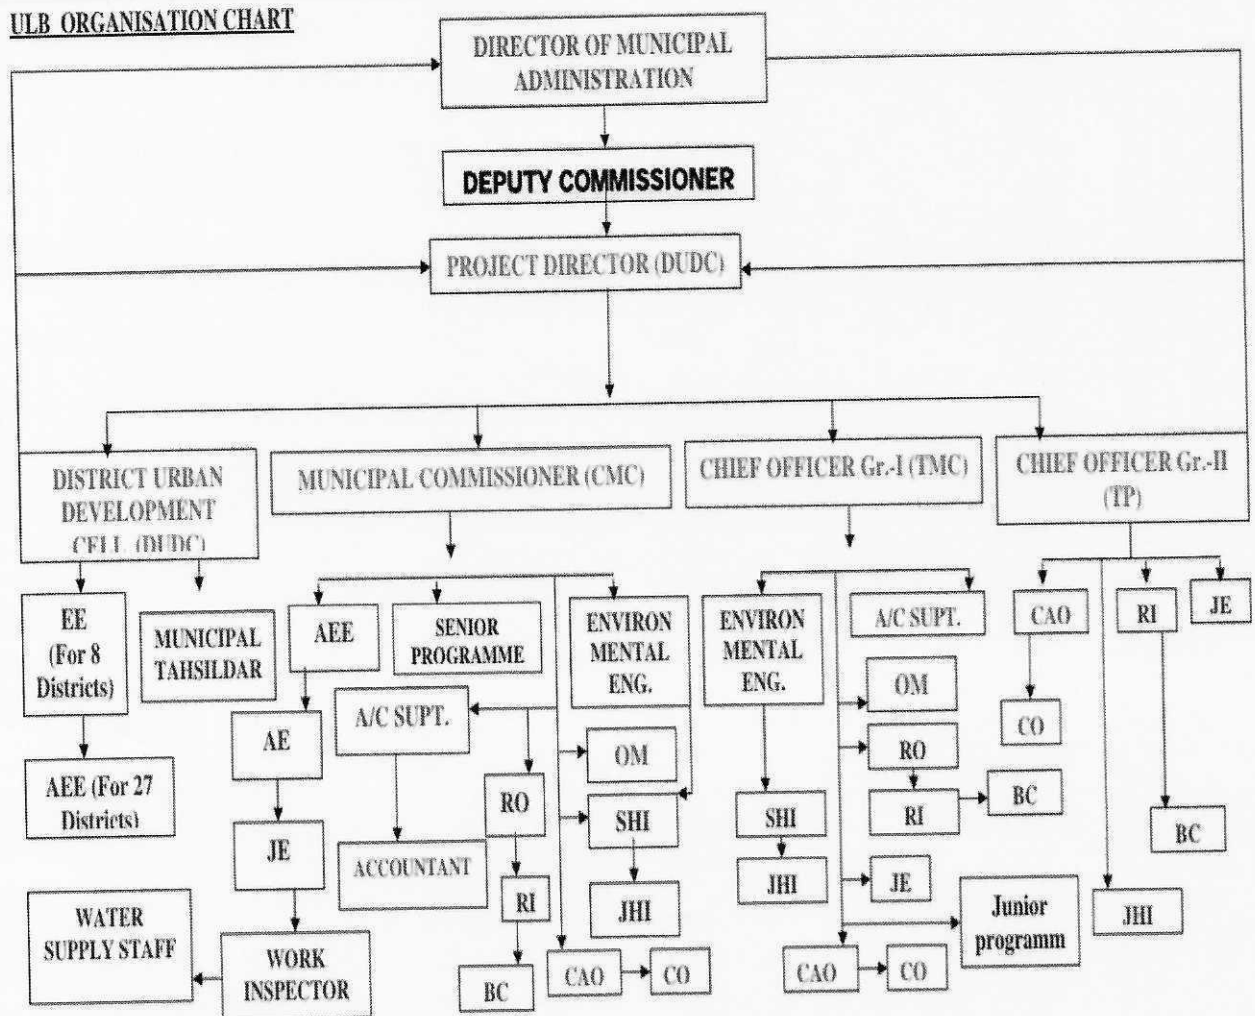 ULB ORGANISATION CHART
DIRECTOR OF MUNICIPAL
ADMINISTRATION
DEPUTY COMMISSIONER
PROJECT DIRECTOR (DUDC)
DISTRICT URBAN
DEVELOPMENT
CELL (DUDC)
MUNICIPAL COMMISSIONER (CMC)
CHIEF OFFICER Gr.-I (TMC)
CHIEF OFFICER Gr.-II
(TP)
EE
(For 8
Districts)
MUNICIPAL
TAHSILDAR
AEE
SENIOR
PROGRAMME
ENVIRON
MENTAL
ENG.
ENVIRON
MENTAL
ENG.
A/C SUPT.
CAO
RI
JE
AE
A/C SUPT.
OM
OM
CO
AEE (For 27
Districts)
RO
RO
JE
SHI
SHI
RI
BC
BC
ACCOUNTANT
RI
JHI
JHI
JE
Junior
programm
JHI
WATER
SUPPLY STAFF
WORK
INSPECTOR
BC
CAO
CO
CAO
CO